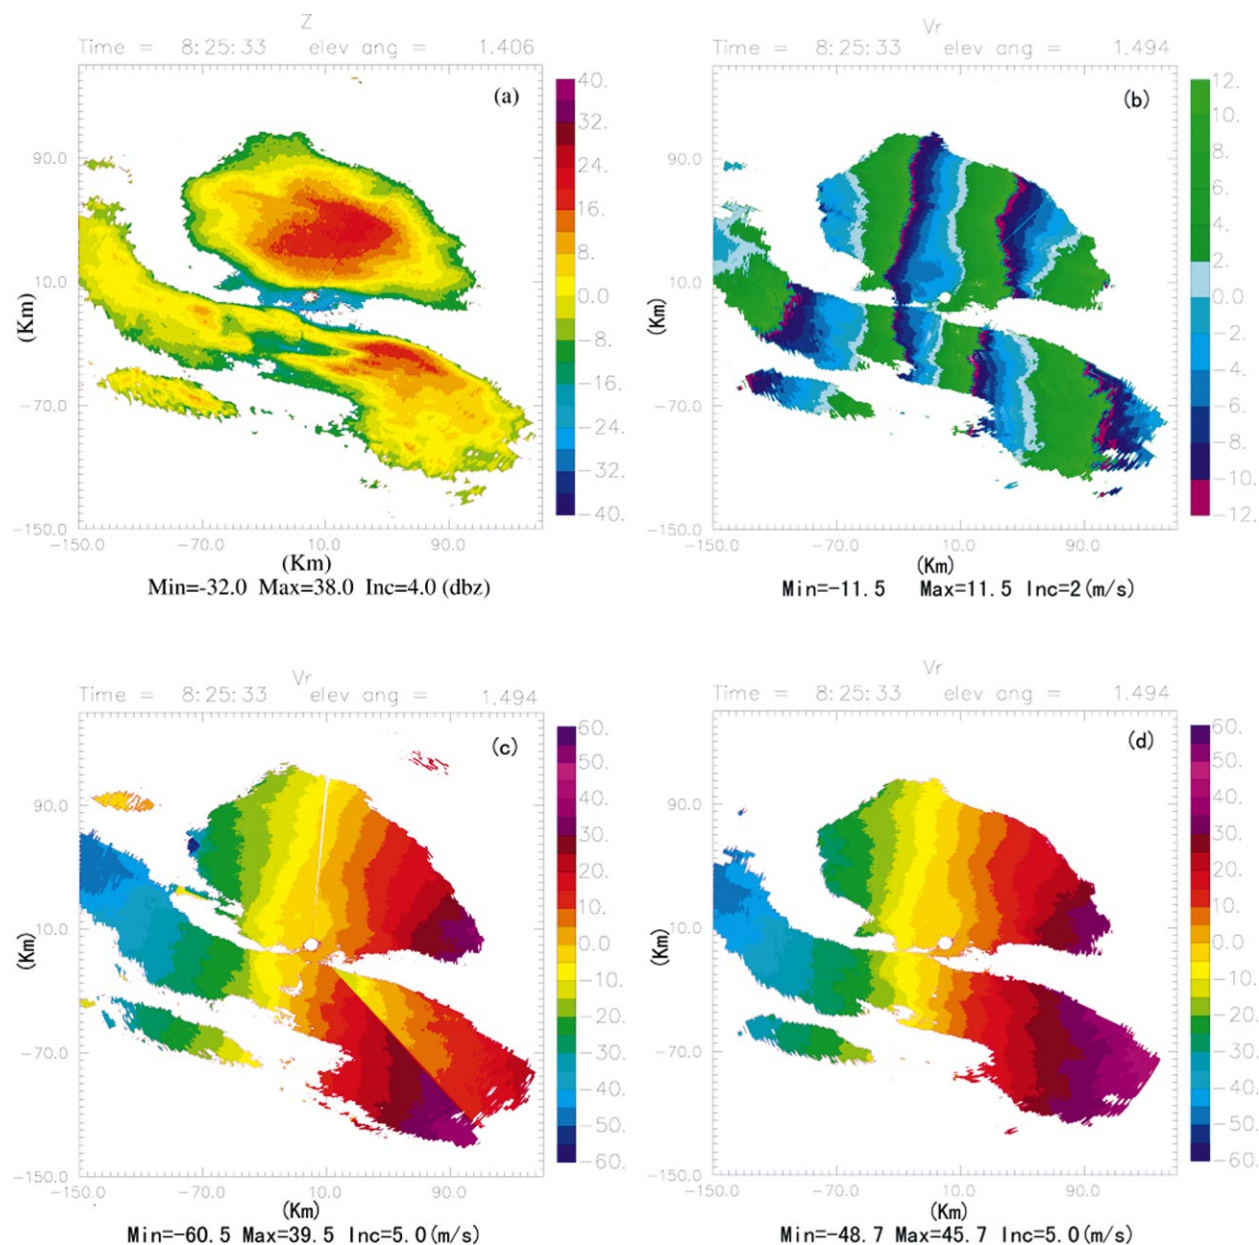 Z
Time = 8:25:33 elev ang = 1.406
(a)
40.
32.
24.
16.
8.0
0.0
-8.
-16.
-24.
-32.
-40.
90.0
10.0
-70.0
-150.0
(Km)
-150.0 -70.0 10.0 90.0
(Km)
Min=-32.0 Max=38.0 Inc=4.0 (dbz)
Vr
Time = 8:25:33 elev ang = 1.494
(b)
12.
10.
8.
6.
4.
2
0.0
-2.
-4.
-6.
-8.
-10.
-12.
90.0
10.0
-70.0
-150.0
(Km)
-150.0 -70.0 10.0 90.0
(Km)
Min=-11.5 Max=11.5 Inc=2(m/s)
Vr
Time = 8:25:33 elev ang = 1.494
(c)
60.
50.
40.
30.
20.
10.
0.0
-10.
-20.
-30.
-40.
-50.
-60.
90.0
10.0
-70.0
-150.0
(Km)
-150.0 -70.0 10.0 90.0
(Km)
Min=-60.5 Max=39.5 Inc=5.0(m/s)
Vr
Time = 8:25:33 elev ang = 1.494
(d)
60.
50.
40.
30.
20.
10.
0.0
-10.
-20.
-30.
-40.
-50.
-60.
90.0
10.0
-70.0
-150.0
(Km)
-150.0 -70.0 10.0 90.0
(Km)
Min=-48.7 Max=45.7 Inc=5.0(m/s)